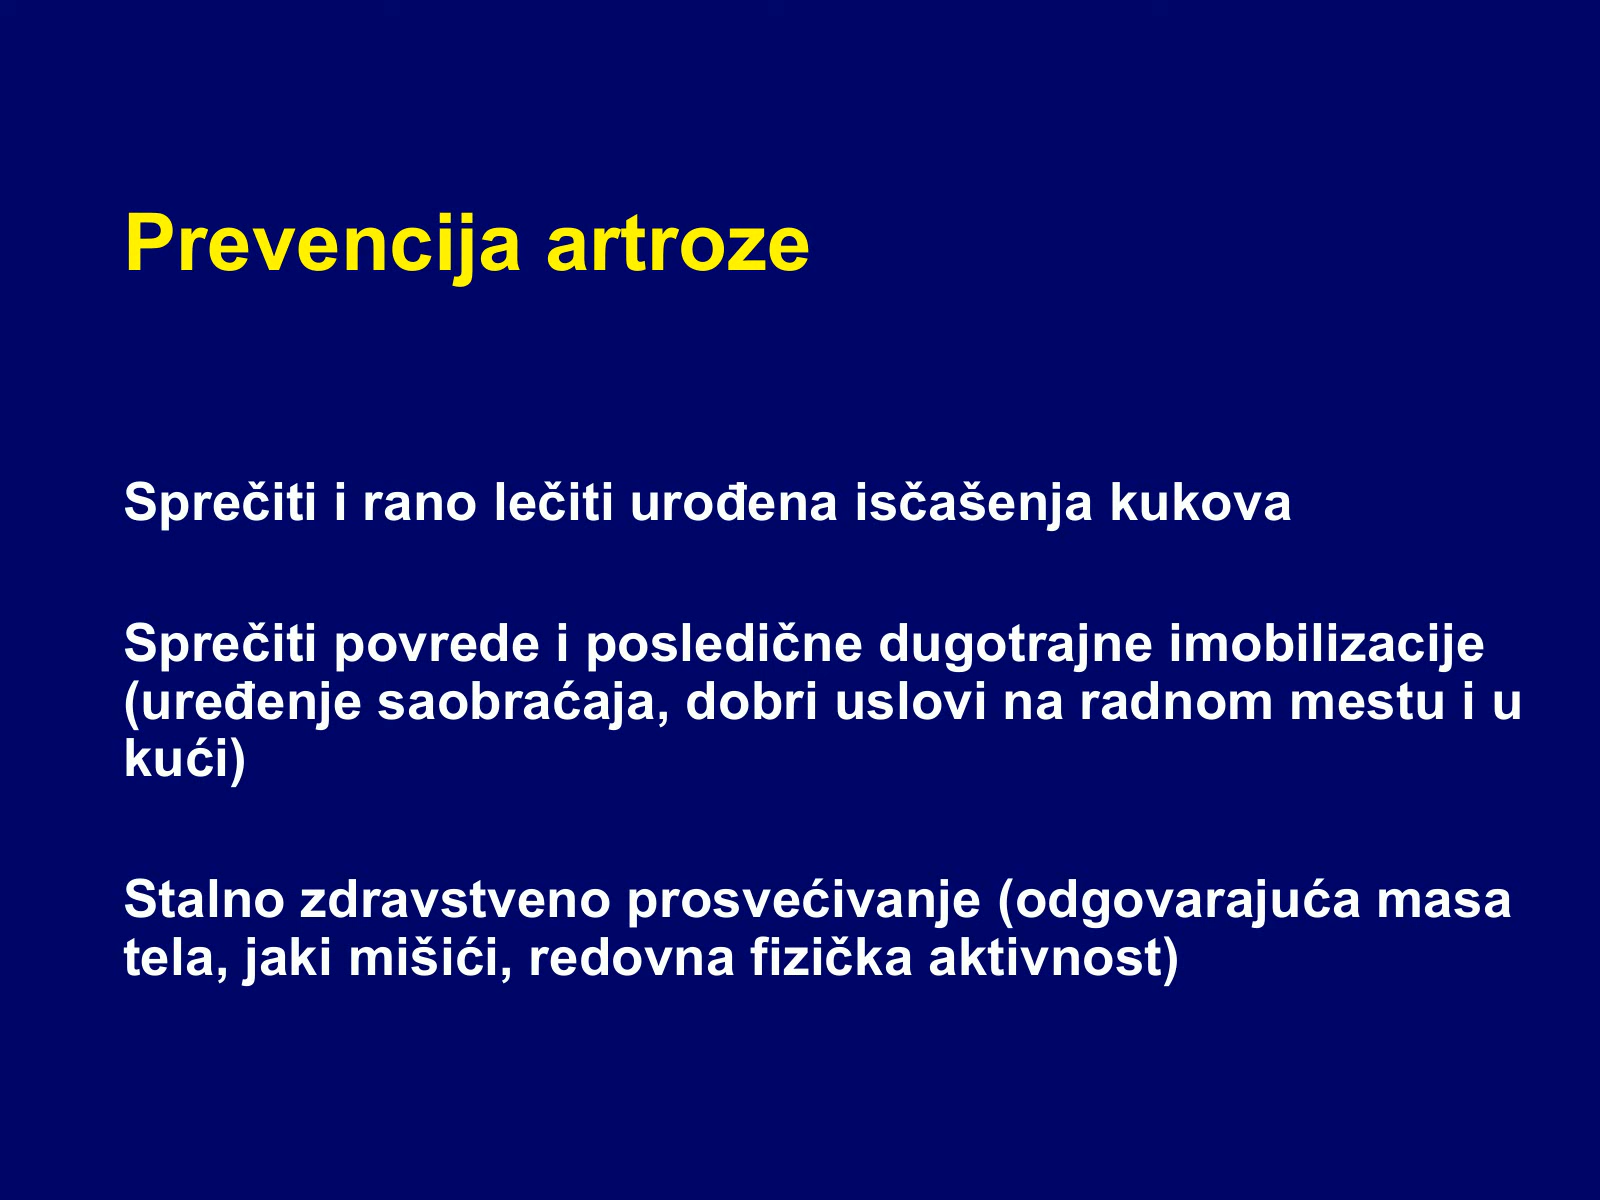 Prevencija artroze
Sprečiti i rano lečiti urođena isčašenja kukova
Sprečiti povrede i posledične dugotrajne imobilizacije
(uređenje saobraćaja, dobri uslovi na radnom mestu i u
kući)
Stalno zdravstveno prosvećivanje (odgovarajuća masa
tela, jaki mišići, redovna fizička aktivnost)